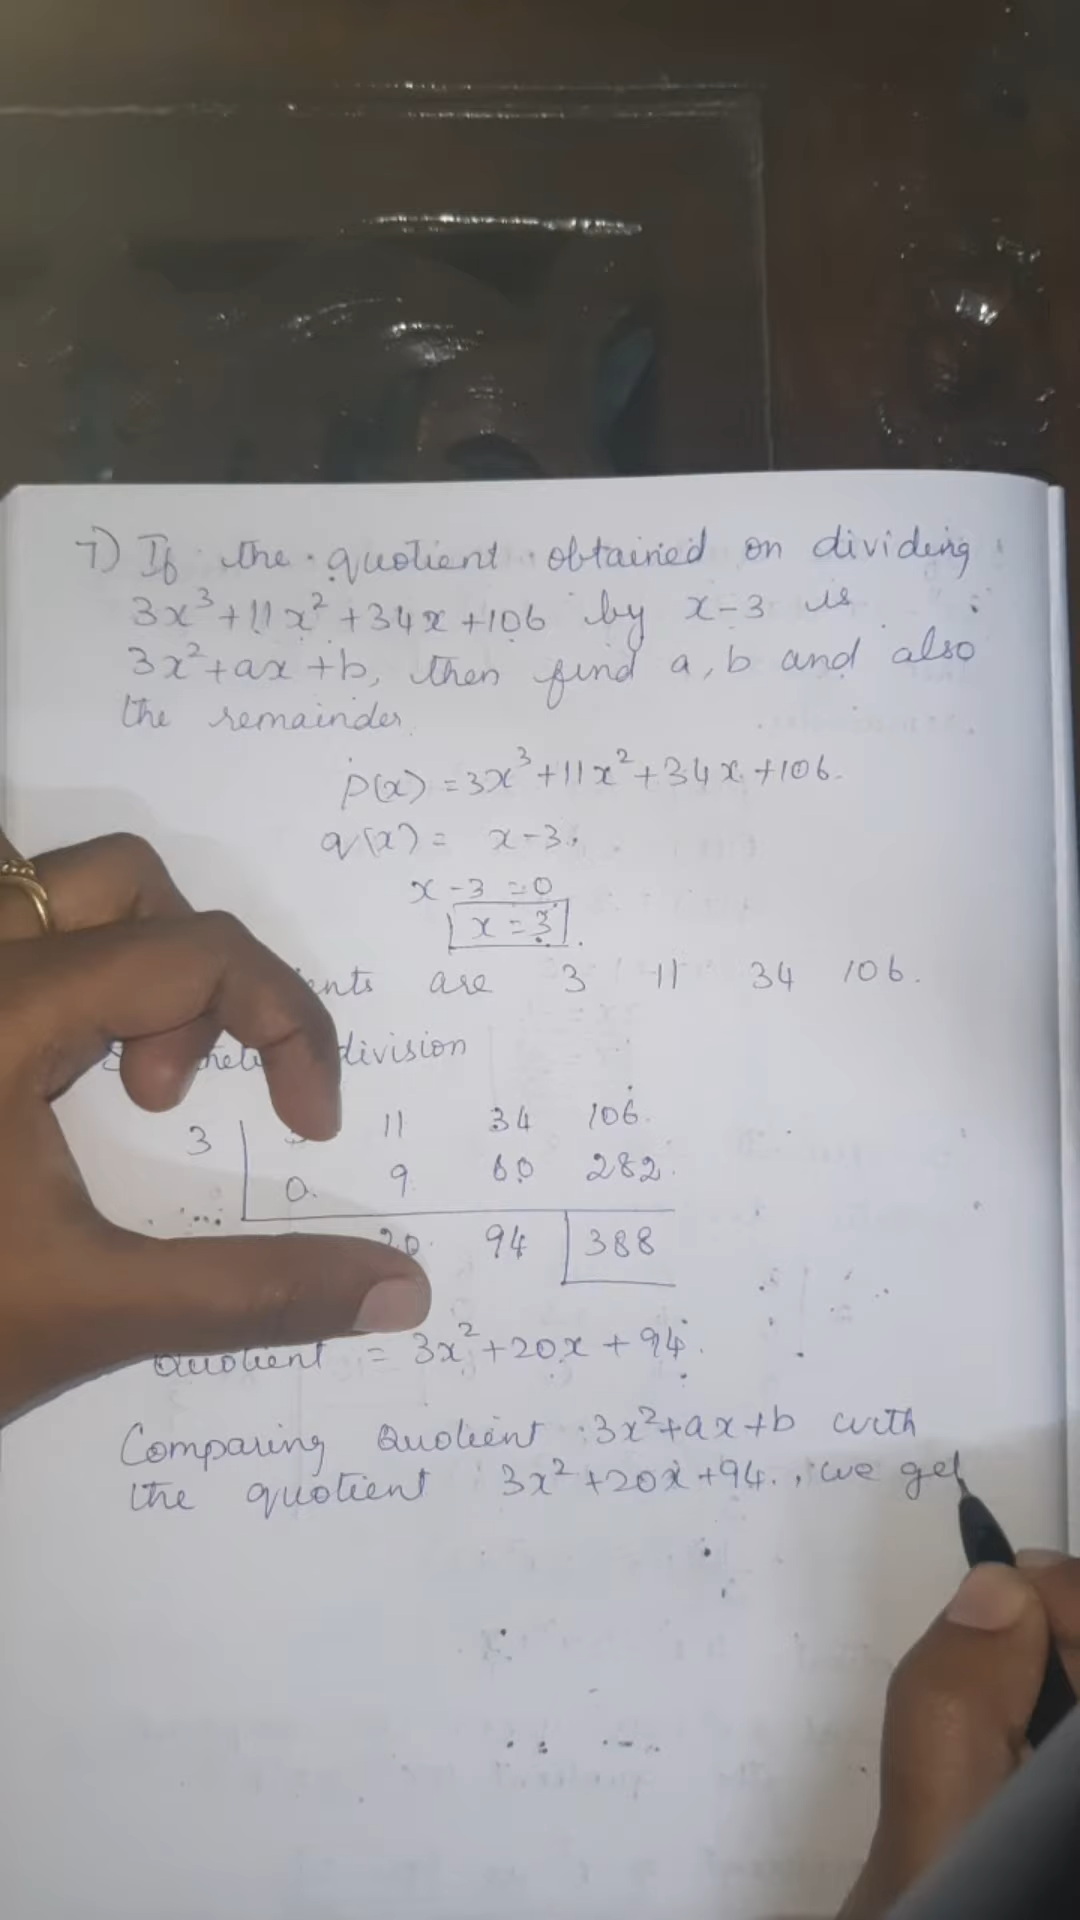 7) If the quotient obtained on dividing
3x³+11x²+34x+106 by x-3 is
3x²+ax+b, then find a, b and also
the remainder.
p(x) = 3x³+11x²+34x+106.
q(x) = x-3.
x-3=0
x=3
are 3 11 34 106.
division
3 11 34 106.
0. 9 60 282.
20. 94 388
Quotient = 3x²+20x+94.
Comparing Quotient 3x²+ax+b with
the quotient 3x²+20x+94., we get